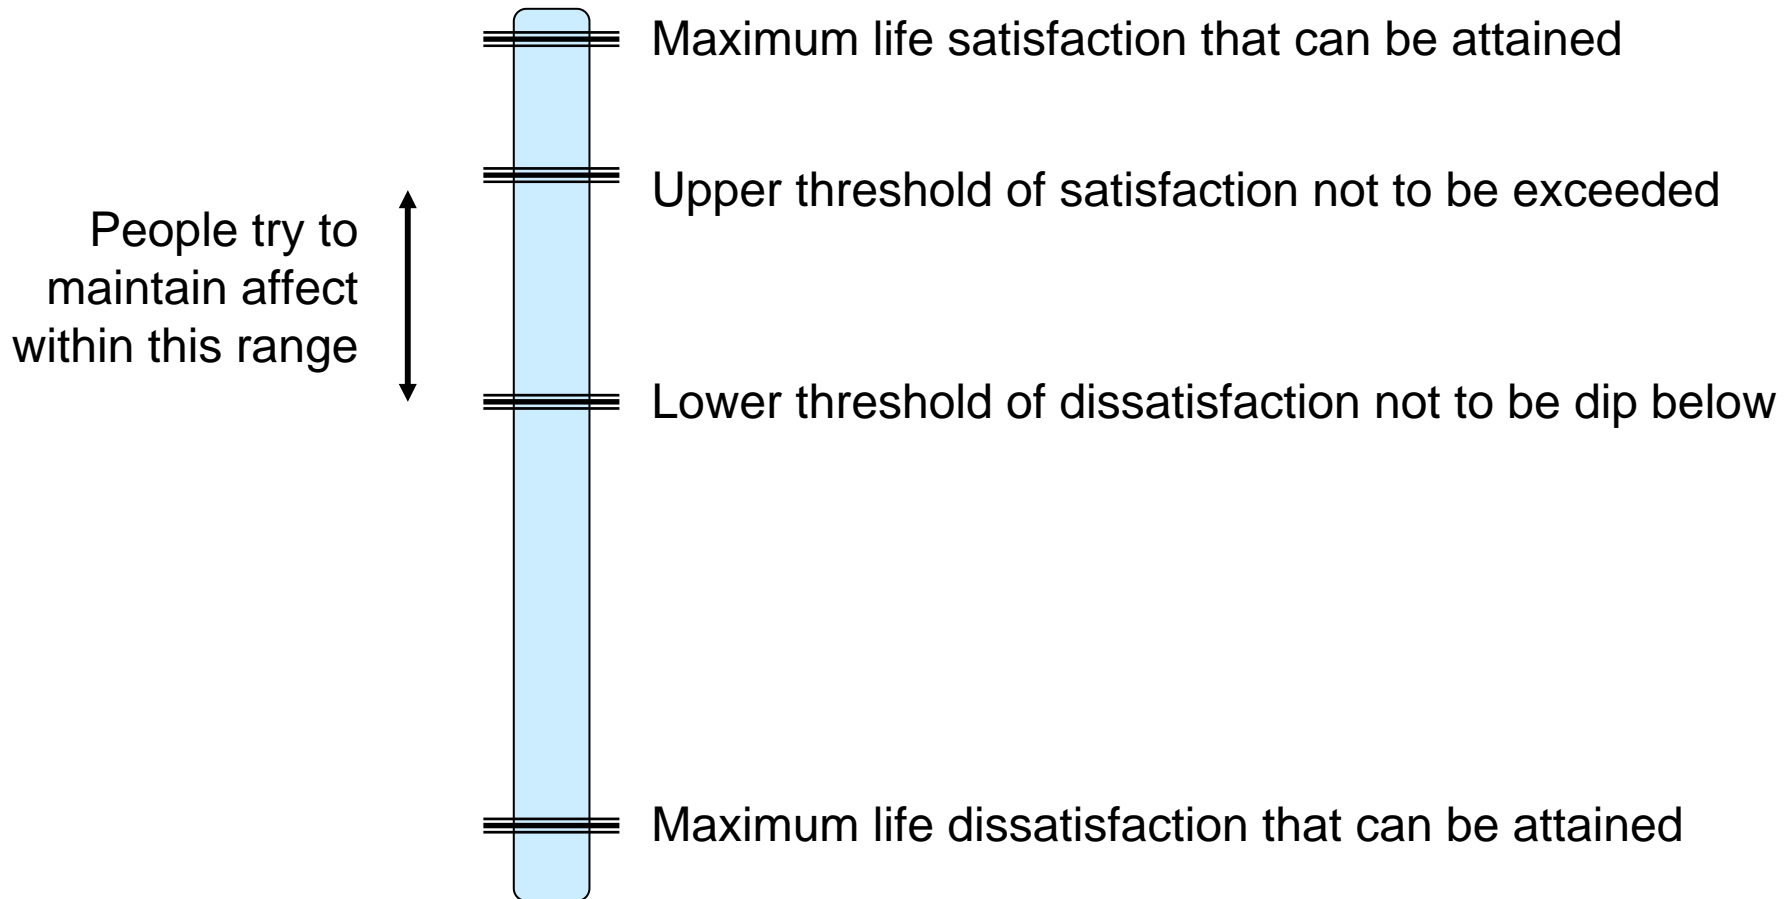 Maximum life satisfaction that can be attained
Upper threshold of satisfaction not to be exceeded
People try to
maintain affect
within this range
Lower threshold of dissatisfaction not to be dip below
Maximum life dissatisfaction that can be attained